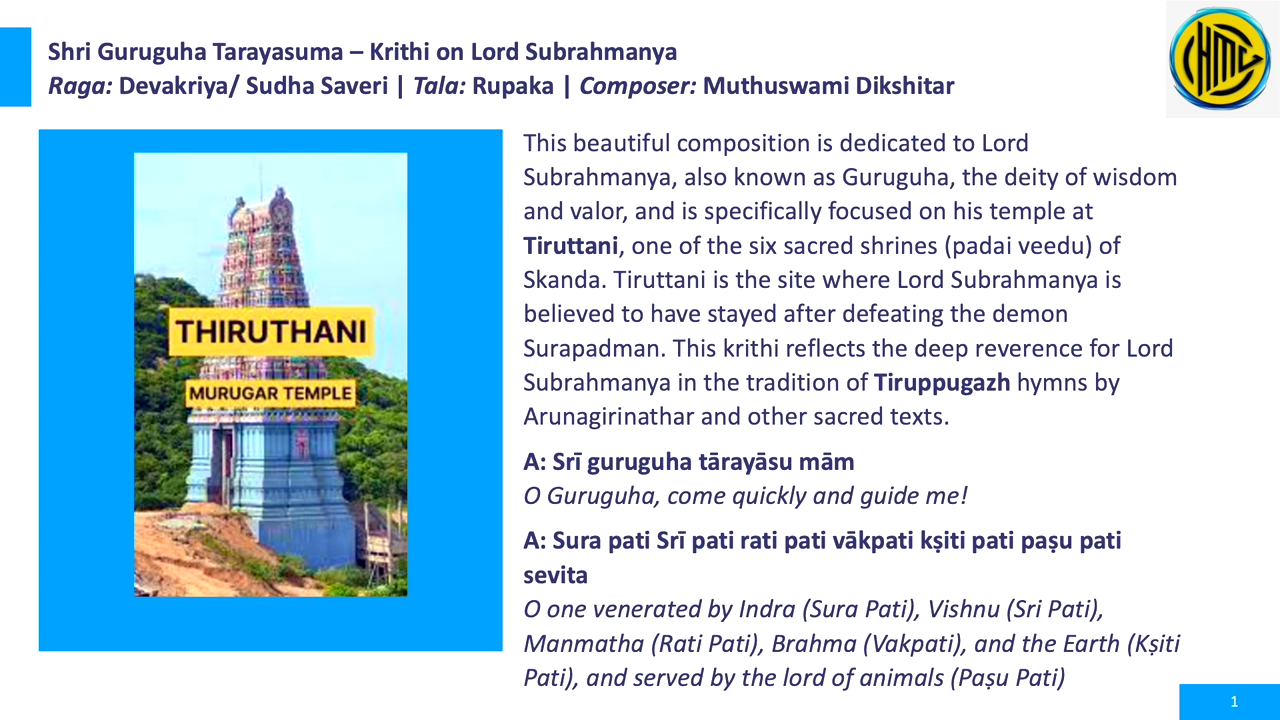 Shri Guruguha Tarayasuma – Krithi on Lord Subrahmanya
Raga: Devakriya/ Sudha Saveri | Tala: Rupaka | Composer: Muthuswami Dikshitar
CHMG
THIRUTHANI
MURUGAR TEMPLE
This beautiful composition is dedicated to Lord
Subrahmanya, also known as Guruguha, the deity of wisdom
and valor, and is specifically focused on his temple at
Tiruttani, one of the six sacred shrines (padai veedu) of
Skanda. Tiruttani is the site where Lord Subrahmanya is
believed to have stayed after defeating the demon
Surapadman. This krithi reflects the deep reverence for Lord
Subrahmanya in the tradition of Tiruppugazh hymns by
Arunagirinathar and other sacred texts.
A: Srī guruguha tārayāsu mām
O Guruguha, come quickly and guide me!
A: Sura pati Srī pati rati pati vākpati kṣiti pati paṣu pati
sevita
O one venerated by Indra (Sura Pati), Vishnu (Sri Pati),
Manmatha (Rati Pati), Brahma (Vakpati), and the Earth (Kṣiti
Pati), and served by the lord of animals (Paṣu Pati)
1